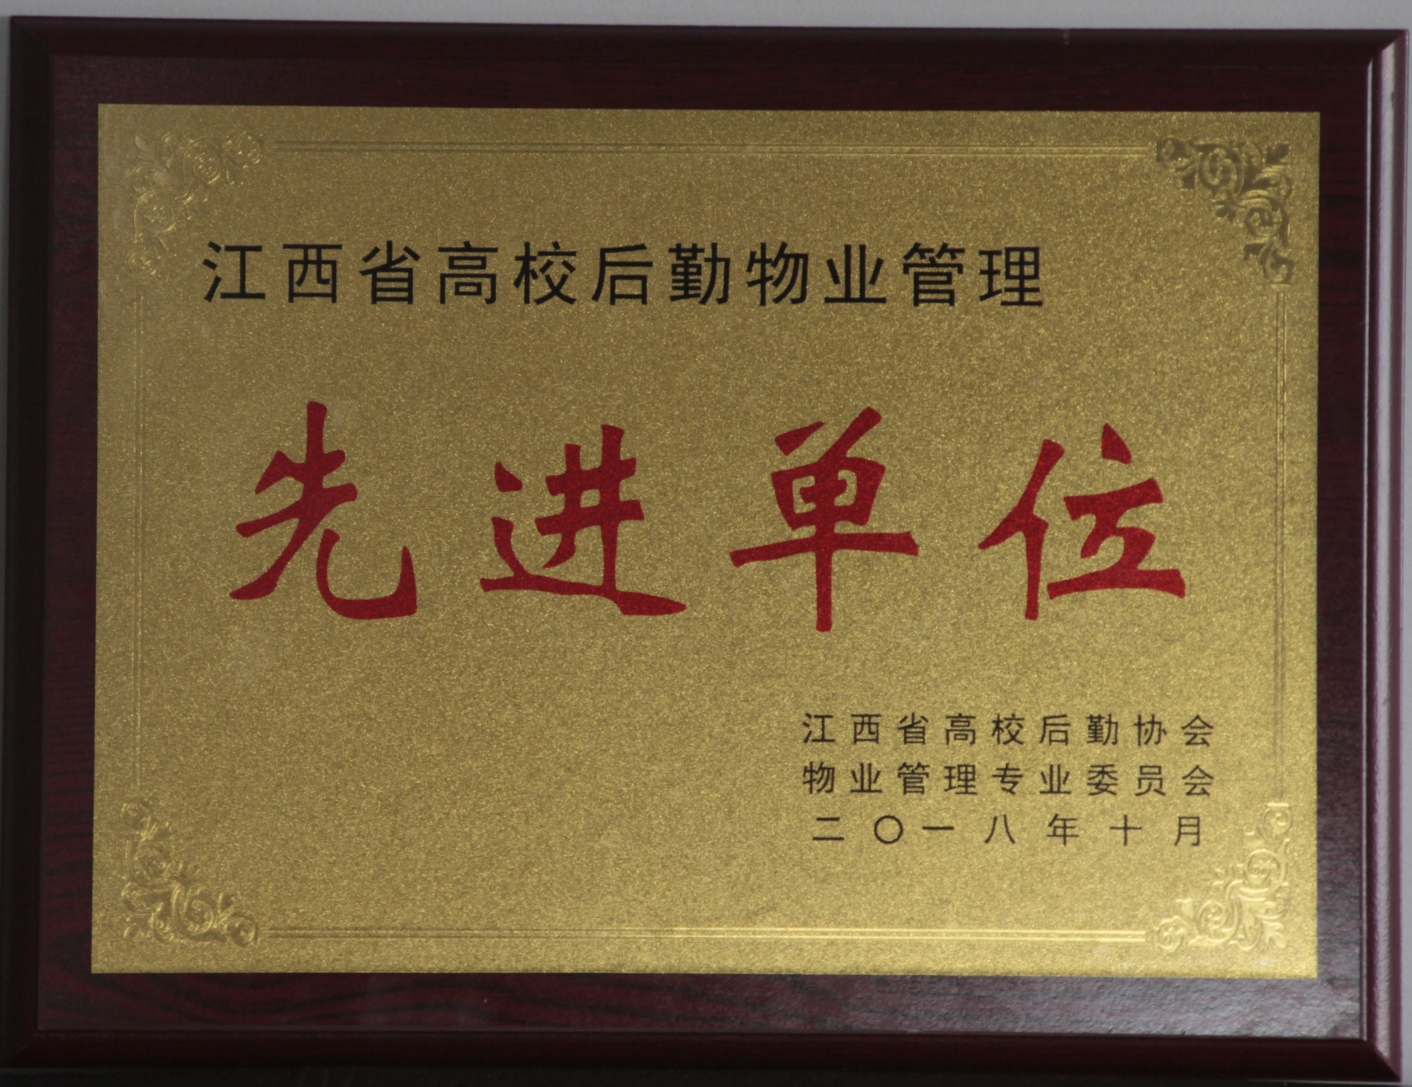 江西省高校后勤物业管理
先进单位
江西省高校后勤协会
物业管理专业委员会
二〇一八年十月